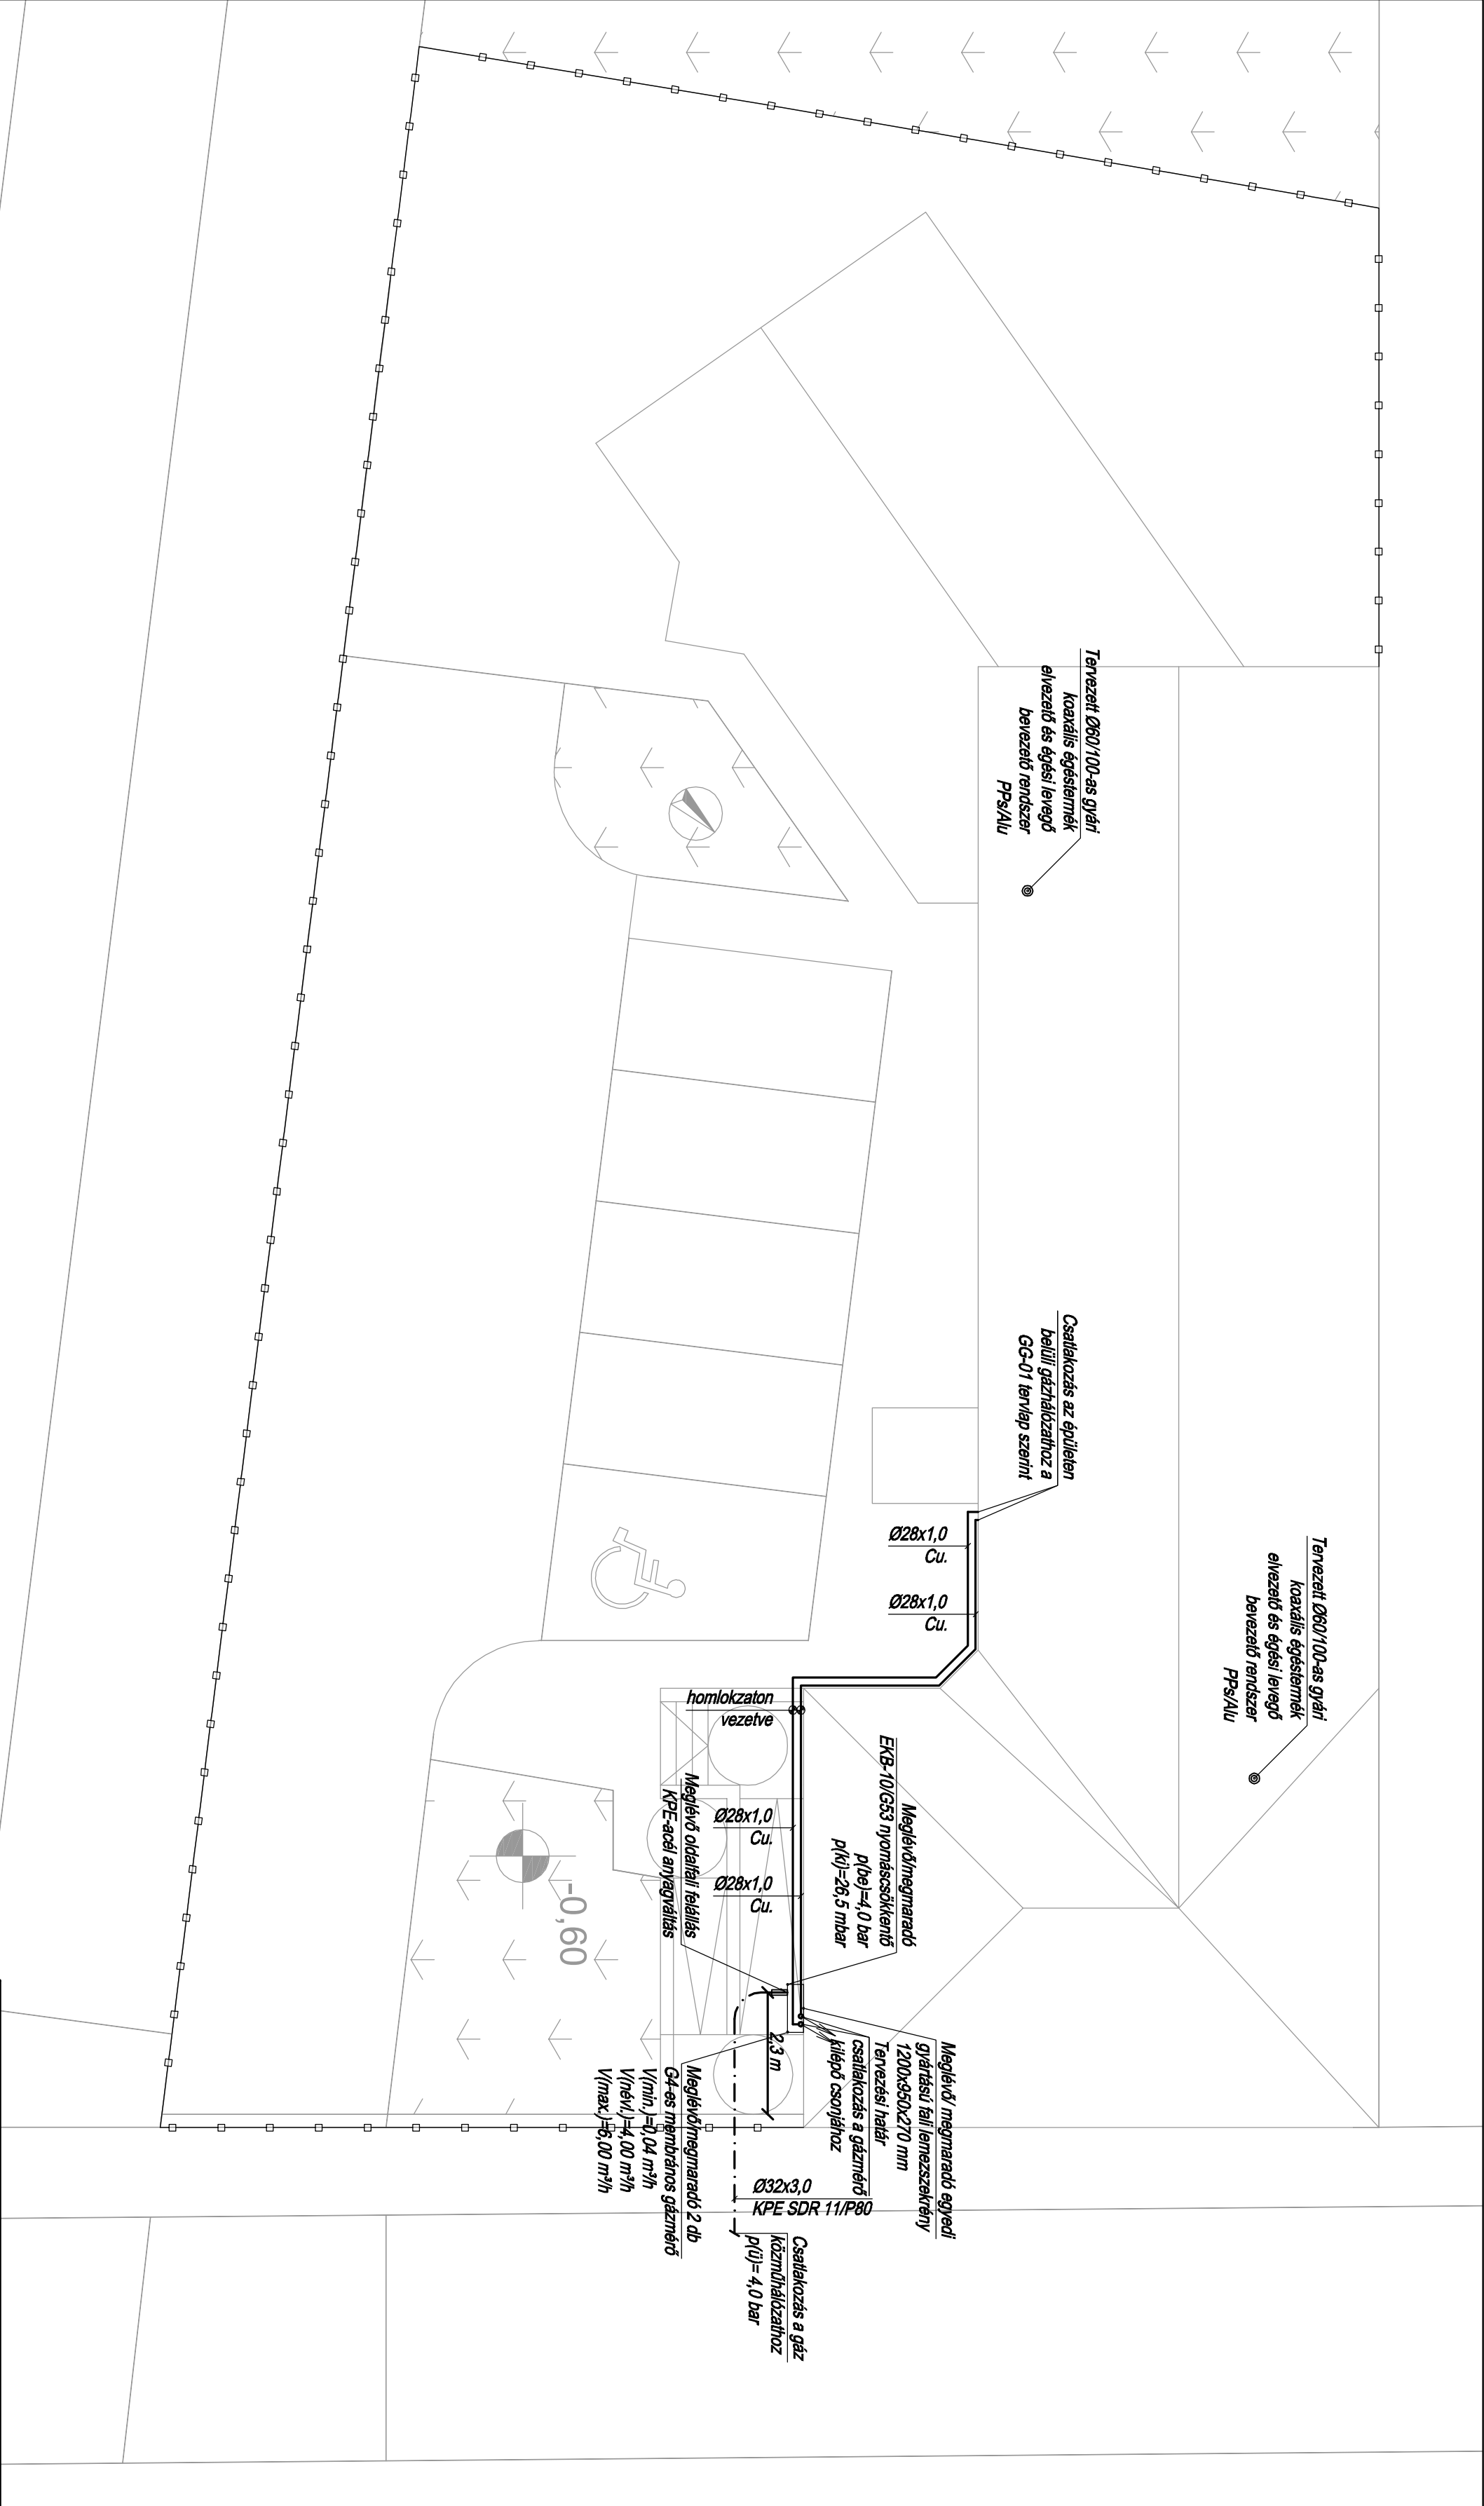 Tervezett Ø60/100-as gyári
koaxális égéstermék
elvezető és égési levegő
bevezető rendszer
PPs/Alu
Csatlakozás az épületen
belüli gázhálózathoz a
GG-01 tervlap szerint
Tervezett Ø60/100-as gyári
koaxális égéstermék
elvezető és égési levegő
bevezető rendszer
PPs/Alu
Ø28x1,0
Cu.
Ø28x1,0
Cu.
homlokzaton
vezetve
Meglévő/megmaradó
EKB-10/G53 nyomáscsökkentő
p(be)=4,0 bar
p(ki)=26,5 mbar
Ø28x1,0
Cu.
Ø28x1,0
Cu.
Meglévő oldalfali felállás
KPE-acél anyagváltás
-0,60
2,3 m
Meglévő/ megmaradó egyedi
gyártású fali lemezszekrény
1200x950x270 mm
Tervezési határ
csatlakozás a gázmérő
kilépő csonjához
Meglévő/megmaradó 2 db
G4-es membrános gázmérő
V(min.)=0,04 m³/h
V(névl.)=4,00 m³/h
V(max.)=6,00 m³/h
Ø32x3,0
KPE SDR 11/P80
Csatlakozás a gáz
közműhálózathoz
p(ü)= 4,0 bar